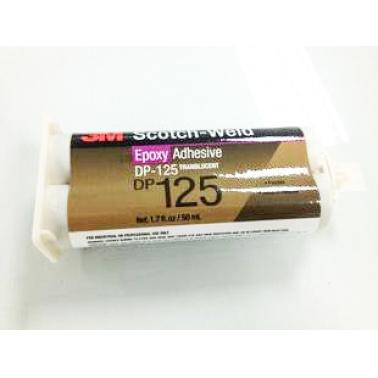 3M Scotch-Weld
Epoxy Adhesive
DP-125 TRANSLUCENT
DP 125
Net. 1.7 fl. oz / 50 mL
FOR INDUSTRIAL OR PROFESSIONAL USE ONLY